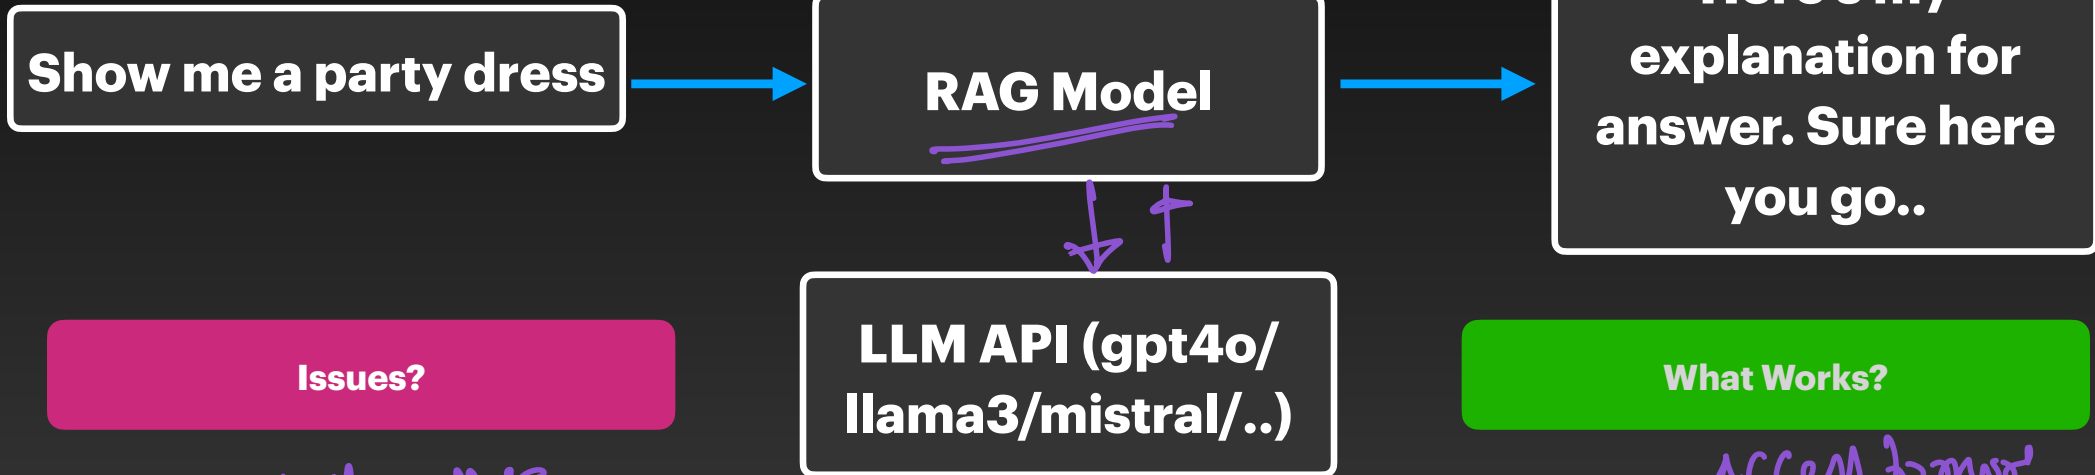 Show me a party dress
RAG Model
explanation for
answer. Sure here
you go..
LLM API (gpt4o/
llama3/mistral/..)
Issues?
What Works?